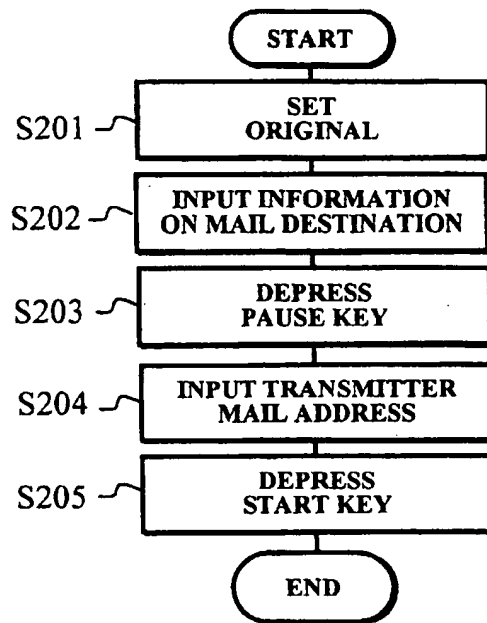 START
S201
SET
ORIGINAL
S202
INPUT INFORMATION
ON MAIL DESTINATION
S203
DEPRESS
PAUSE KEY
S204
INPUT TRANSMITTER
MAIL ADDRESS
S205
DEPRESS
START KEY
END